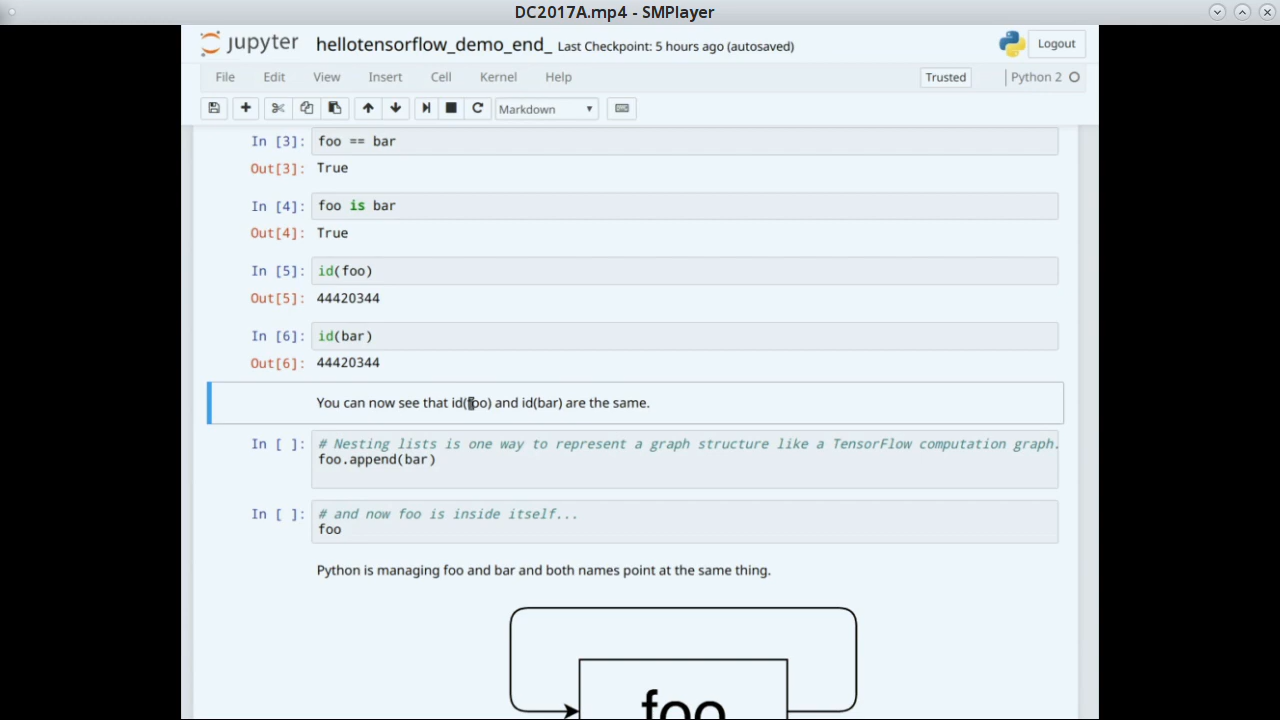 DC2017A.mp4 - SMPlayer
jupyter hellotensorflow_demo_end_ Last Checkpoint: 5 hours ago (autosaved) Logout
File Edit View Insert Cell Kernel Help Trusted Python 2
Markdown
In [3]: foo == bar
Out[3]: True
In [4]: foo is bar
Out[4]: True
In [5]: id(foo)
Out[5]: 44420344
In [6]: id(bar)
Out[6]: 44420344
You can now see that id(foo) and id(bar) are the same.
In [ ]: # Nesting lists is one way to represent a graph structure like a TensorFlow computation graph.
foo.append(bar)
In [ ]: # and now foo is inside itself...
foo
Python is managing foo and bar and both names point at the same thing.
foo